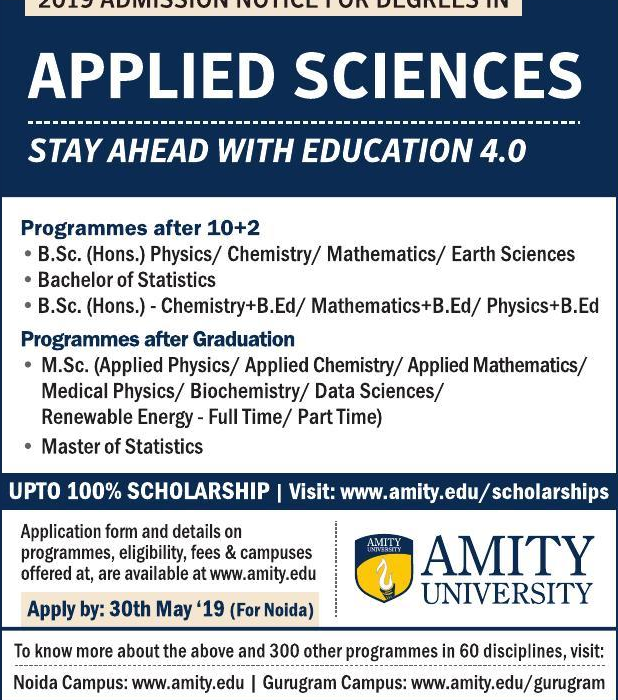 2019 ADMISSION NOTICE FOR DEGREES IN
APPLIED SCIENCES
STAY AHEAD WITH EDUCATION 4.0
Programmes after 10+2
• B.Sc. (Hons.) Physics/ Chemistry/ Mathematics/ Earth Sciences
• Bachelor of Statistics
• B.Sc. (Hons.) - Chemistry+B.Ed/ Mathematics+B.Ed/ Physics+B.Ed
Programmes after Graduation
• M.Sc. (Applied Physics/ Applied Chemistry/ Applied Mathematics/
Medical Physics/ Biochemistry/ Data Sciences/
Renewable Energy - Full Time/ Part Time)
• Master of Statistics
UPTO 100% SCHOLARSHIP | Visit: www.amity.edu/scholarships
Application form and details on
programmes, eligibility, fees & campuses
offered at, are available at www.amity.edu
Apply by: 30th May ‘19 (For Noida)
AMITY
UNIVERSITY
AMITY
UNIVERSITY
To know more about the above and 300 other programmes in 60 disciplines, visit:
Noida Campus: www.amity.edu | Gurugram Campus: www.amity.edu/gurugram